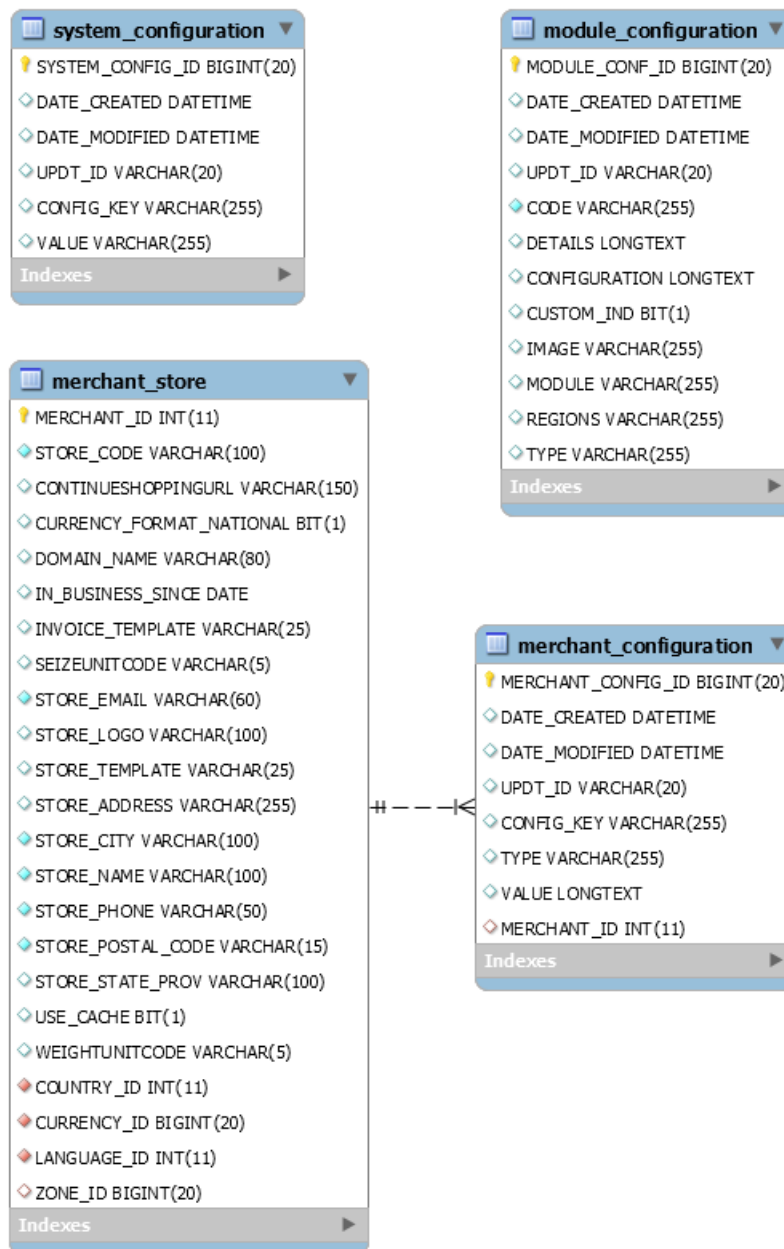 system_configuration
SYSTEM_CONFIG_ID BIGINT(20)
DATE_CREATED DATETIME
DATE_MODIFIED DATETIME
UPDT_ID VARCHAR(20)
CONFIG_KEY VARCHAR(255)
VALUE VARCHAR(255)
Indexes
module_configuration
MODULE_CONF_ID BIGINT(20)
DATE_CREATED DATETIME
DATE_MODIFIED DATETIME
UPDT_ID VARCHAR(20)
CODE VARCHAR(255)
DETAILS LONGTEXT
CONFIGURATION LONGTEXT
CUSTOM_IND BIT(1)
IMAGE VARCHAR(255)
MODULE VARCHAR(255)
REGIONS VARCHAR(255)
TYPE VARCHAR(255)
Indexes
merchant_store
MERCHANT_ID INT(11)
STORE_CODE VARCHAR(100)
CONTINUESHOPPINGURL VARCHAR(150)
CURRENCY_FORMAT_NATIONAL BIT(1)
DOMAIN_NAME VARCHAR(80)
IN_BUSINESS_SINCE DATE
INVOICE_TEMPLATE VARCHAR(25)
SEIZEUNITCODE VARCHAR(5)
STORE_EMAIL VARCHAR(60)
STORE_LOGO VARCHAR(100)
STORE_TEMPLATE VARCHAR(25)
STORE_ADDRESS VARCHAR(255)
STORE_CITY VARCHAR(100)
STORE_NAME VARCHAR(100)
STORE_PHONE VARCHAR(50)
STORE_POSTAL_CODE VARCHAR(15)
STORE_STATE_PROV VARCHAR(100)
USE_CACHE BIT(1)
WEIGHTUNITCODE VARCHAR(5)
COUNTRY_ID INT(11)
CURRENCY_ID BIGINT(20)
LANGUAGE_ID INT(11)
ZONE_ID BIGINT(20)
Indexes
merchant_configuration
MERCHANT_CONFIG_ID BIGINT(20)
DATE_CREATED DATETIME
DATE_MODIFIED DATETIME
UPDT_ID VARCHAR(20)
CONFIG_KEY VARCHAR(255)
TYPE VARCHAR(255)
VALUE LONGTEXT
MERCHANT_ID INT(11)
Indexes